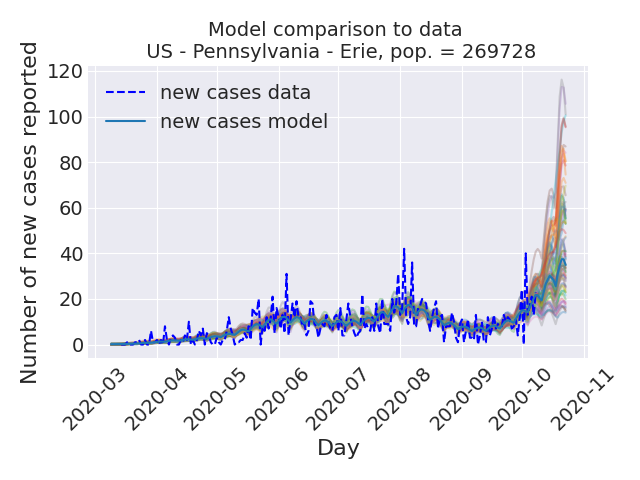 Model comparison to data
US - Pennsylvania - Erie, pop. = 269728
Number of new cases reported
120
100
80
60
40
20
0
new cases data
new cases model
2020-03
2020-04
2020-05
2020-06
2020-07
2020-08
2020-09
2020-10
2020-11
Day